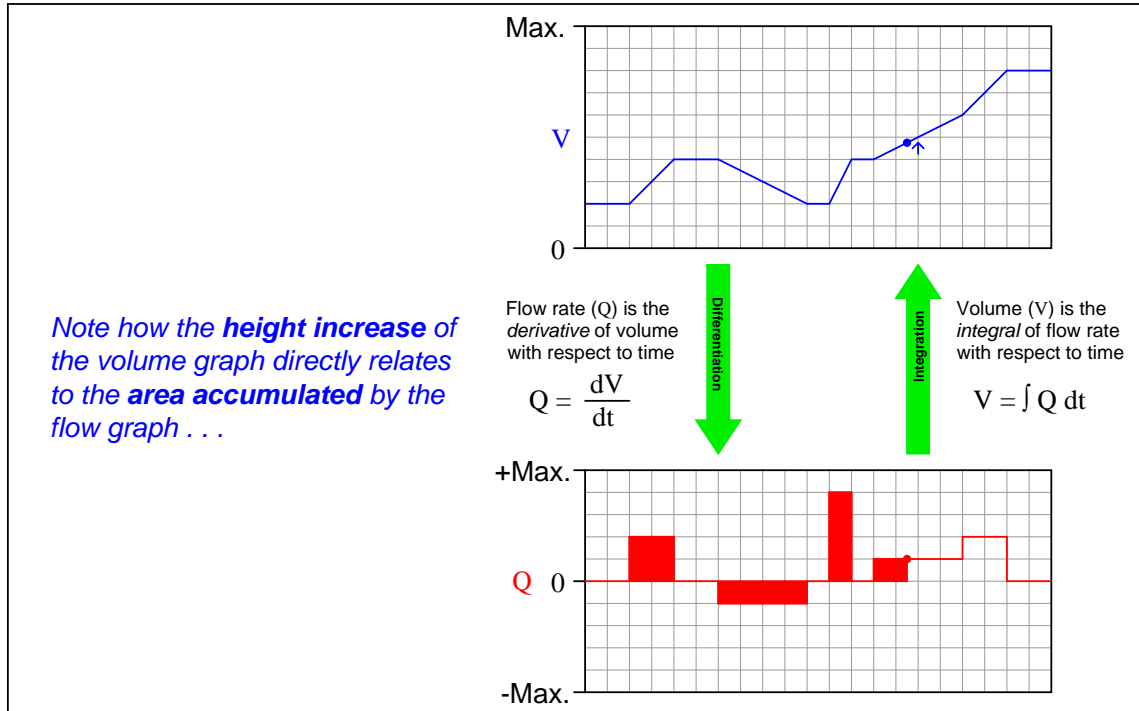 Max.
V
0
Note how the height increase of
the volume graph directly relates
to the area accumulated by the
flow graph . . .
Flow rate (Q) is the
derivative of volume
with respect to time
Q = dV/dt
Differentiation
Integration
Volume (V) is the
integral of flow rate
with respect to time
V = ∫ Q dt
+Max.
Q 0
-Max.